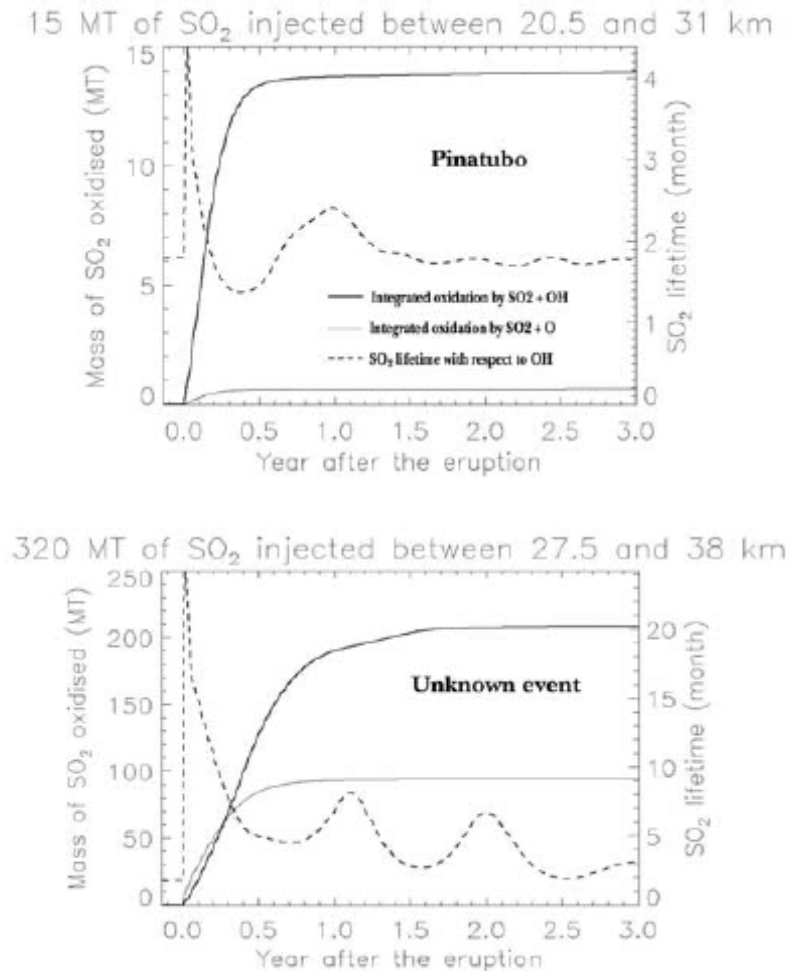 15 MT of SO2 injected between 20.5 and 31 km
Mass of SO2 oxidised (MT)
15
10
5
0
4
3
2
1
0
SO2 lifetime (month)
Pinatubo
Integrated oxidation by SO2 + OH
Integrated oxidation by SO2 + O
SO2 lifetime with respect to OH
0.0 0.5 1.0 1.5 2.0 2.5 3.0
Year after the eruption
320 MT of SO2 injected between 27.5 and 38 km
Mass of SO2 oxidised (MT)
250
200
150
100
50
0
20
15
10
5
0
SO2 lifetime (month)
Unknown event
0.0 0.5 1.0 1.5 2.0 2.5 3.0
Year after the eruption